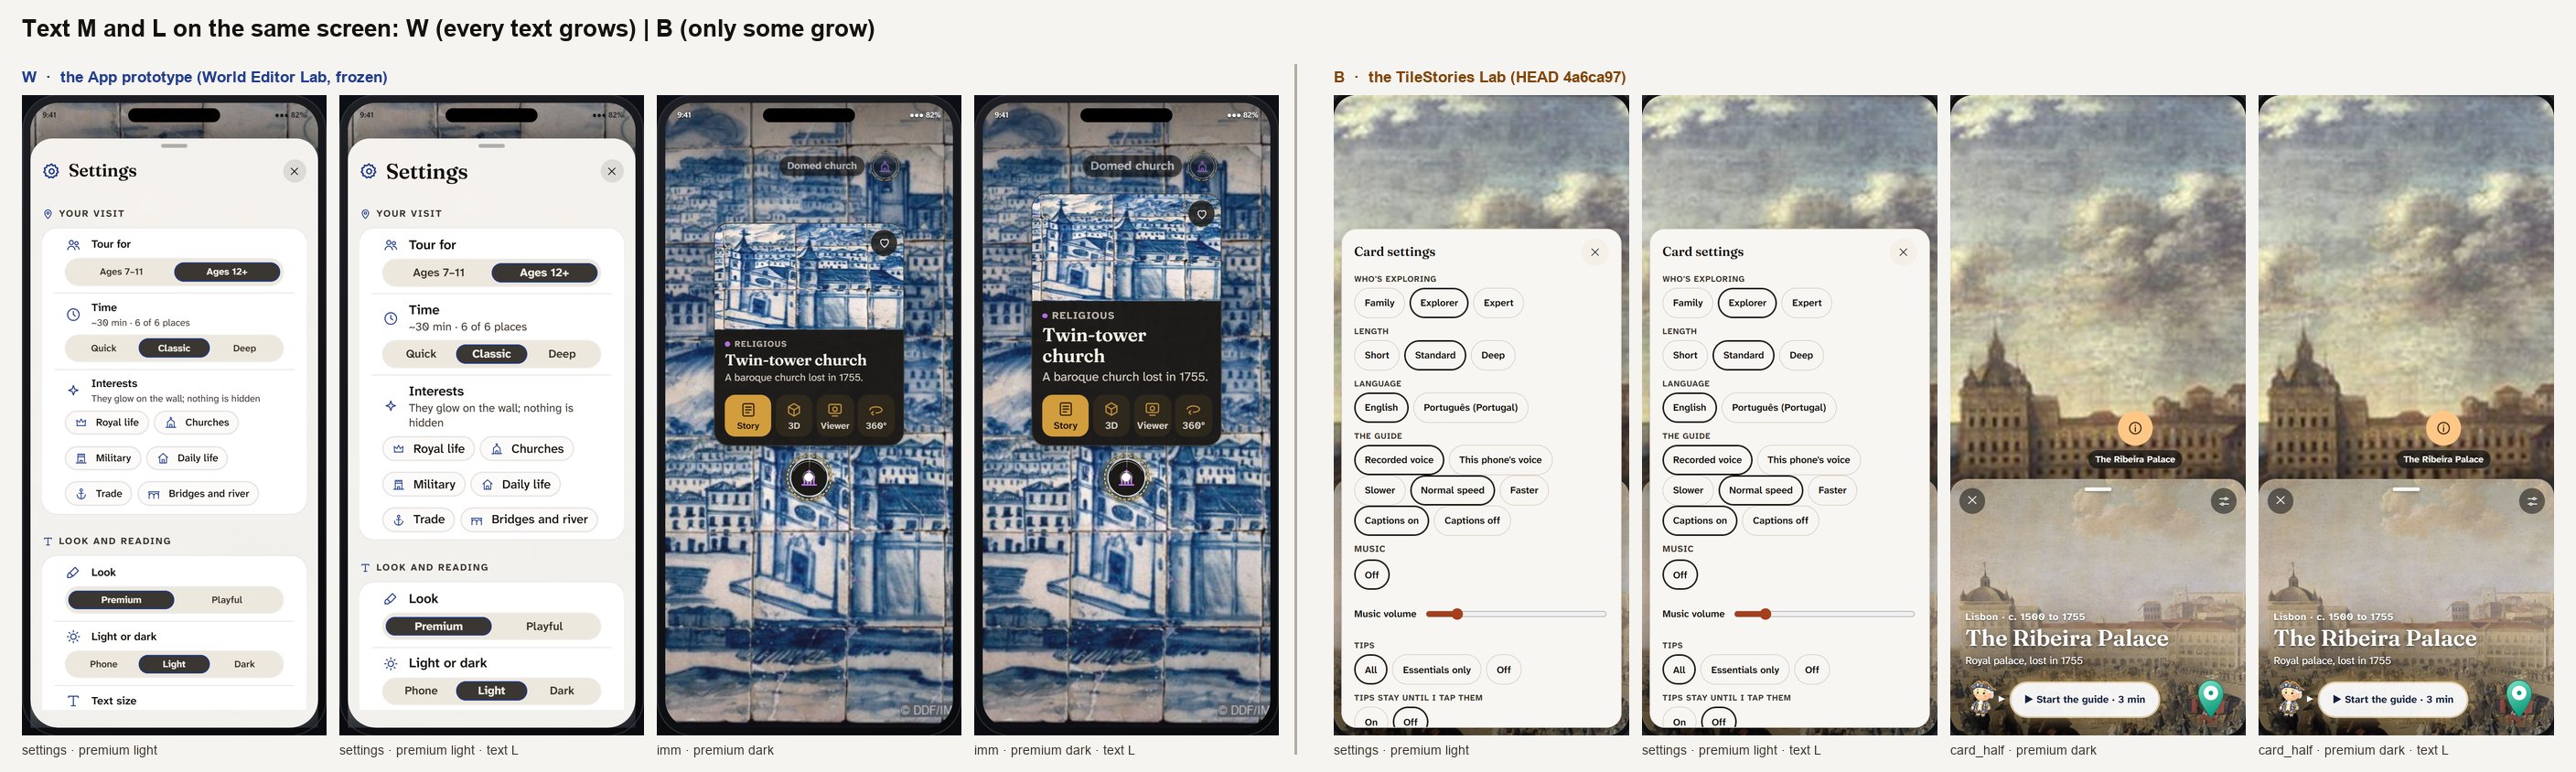 Text M and L on the same screen: W (every text grows) | B (only some grow)
W · the App prototype (World Editor Lab, frozen)
9:41
82%
Settings
YOUR VISIT
Tour for
Ages 7–11
Ages 12+
Time
~30 min · 6 of 6 places
Quick
Classic
Deep
Interests
They glow on the wall; nothing is hidden
Royal life
Churches
Military
Daily life
Trade
Bridges and river
LOOK AND READING
Look
Premium
Playful
Light or dark
Phone
Light
Dark
Text size
settings · premium light
9:41
82%
Settings
YOUR VISIT
Tour for
Ages 7–11
Ages 12+
Time
~30 min · 6 of 6 places
Quick
Classic
Deep
Interests
They glow on the wall; nothing is
hidden
Royal life
Churches
Military
Daily life
Trade
Bridges and river
LOOK AND READING
Look
Premium
Playful
Light or dark
Phone
Light
Dark
settings · premium light · text L
9:41
82%
Domed church
RELIGIOUS
Twin-tower church
A baroque church lost in 1755.
Story
3D
Viewer
360°
© DDF/IM
imm · premium dark
9:41
82%
Domed church
RELIGIOUS
Twin-tower
church
A baroque church lost in 1755.
Story
3D
Viewer
360°
© DDF/IM
imm · premium dark · text L
B · the TileStories Lab (HEAD 4a6ca97)
Card settings
WHO'S EXPLORING
Family
Explorer
Expert
LENGTH
Short
Standard
Deep
LANGUAGE
English
Português (Portugal)
THE GUIDE
Recorded voice
This phone's voice
Slower
Normal speed
Faster
Captions on
Captions off
MUSIC
Off
Music volume
TIPS
All
Essentials only
Off
TIPS STAY UNTIL I TAP THEM
On
Off
settings · premium light
Card settings
WHO'S EXPLORING
Family
Explorer
Expert
LENGTH
Short
Standard
Deep
LANGUAGE
English
Português (Portugal)
THE GUIDE
Recorded voice
This phone's voice
Slower
Normal speed
Faster
Captions on
Captions off
MUSIC
Off
Music volume
TIPS
All
Essentials only
Off
TIPS STAY UNTIL I TAP THEM
On
Off
settings · premium light · text L
The Ribeira Palace
Lisbon · c. 1500 to 1755
The Ribeira Palace
Royal palace, lost in 1755
Start the guide · 3 min
card_half · premium dark
The Ribeira Palace
Lisbon · c. 1500 to 1755
The Ribeira Palace
Royal palace, lost in 1755
Start the guide · 3 min
card_half · premium dark · text L